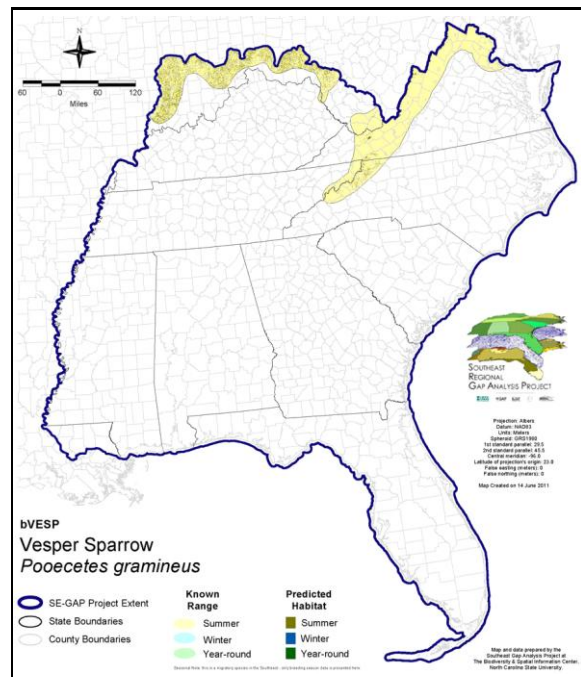 N
60 0 60 120
Miles
SOUTHEAST
REGIONAL
GAP ANALYSIS PROJECT
Projection: Albers
Datum: NAD83
Units: Meters
Spheroid: GRS1980
1st standard parallel: 29.5
2nd standard parallel: 45.5
Central meridian: -96.0
Latitude of projection's origin: 23.0
False easting (meters): 0
False northing (meters): 0
Map Created on 14 June 2011
bVESP
Vesper Sparrow
Pooecetes gramineus
SE-GAP Project Extent
State Boundaries
County Boundaries
Known
Range
Summer
Winter
Year-round
Predicted
Habitat
Summer
Winter
Year-round
Map and data prepared by the
Southeast Gap Analysis Project at
The Biodiversity & Spatial Information Center,
North Carolina State University.